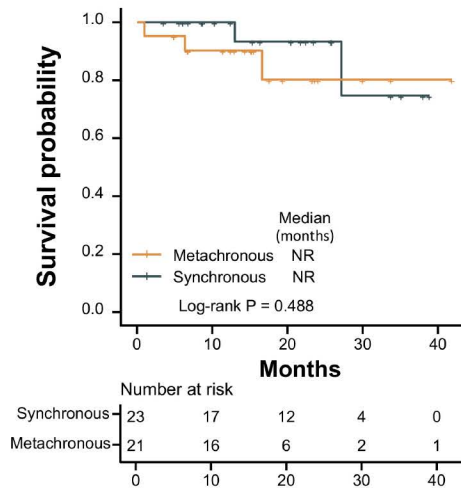 Survival probability
1.0
0.8
0.6
0.4
0.2
0.0
Median
(months)
Metachronous NR
Synchronous NR
Log-rank P = 0.488
0 10 20 30 40
Months
Number at risk
Synchronous 23 17 12 4 0
Metachronous 21 16 6 2 1
0 10 20 30 40